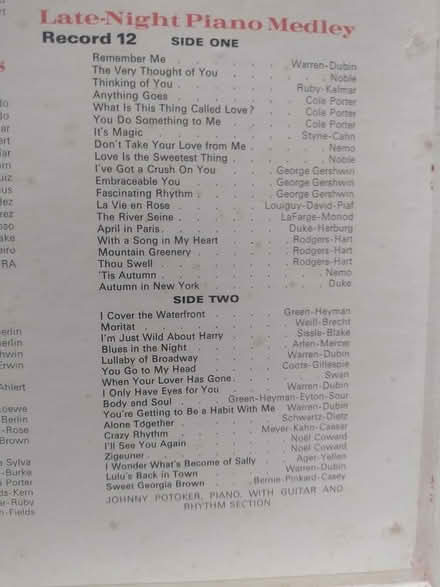 Late-Night Piano Medley
Record 12 SIDE ONE
Remember Me . . . . . Warren-Dubin
The Very Thought of You . . . . . Noble
Thinking of You . . . . . Ruby-Kalmar
Anything Goes . . . . . Cole Porter
What Is This Thing Called Love? . . . Cole Porter
You Do Something to Me . . . . Cole Porter
It's Magic . . . . . Styne-Cahn
Don't Take Your Love from Me . . . . Nemo
Love Is the Sweetest Thing . . . . Noble
I've Got a Crush On You . . . George Gershwin
Embraceable You . . . . George Gershwin
Fascinating Rhythm . . . . George Gershwin
La Vie en Rose . . . . Louiguy-David-Piaf
The River Seine . . . . LaFarge-Monod
April in Paris . . . . Duke-Harburg
With a Song in My Heart . . . . Rodgers-Hart
Mountain Greenery . . . . Rodgers-Hart
Thou Swell . . . . . Rodgers-Hart
'Tis Autumn . . . . . Nemo
Autumn in New York . . . . . Duke
SIDE TWO
I Cover the Waterfront . . . . Green-Heyman
Moritat . . . . . Weill-Brecht
I'm Just Wild About Harry . . . . Sissle-Blake
Blues in the Night . . . . . Arlen-Mercer
Lullaby of Broadway . . . . Warren-Dubin
You Go to My Head . . . . Coots-Gillespie
When Your Lover Has Gone . . . . . Swan
I Only Have Eyes for You . . . . Warren-Dubin
Body and Soul . . . Green-Heyman-Eyton-Sour
You're Getting to Be a Habit With Me Warren-Dubin
Alone Together . . . . Schwartz-Dietz
Crazy Rhythm . . . . Meyer-Kahn-Caesar
I'll See You Again . . . . Noël Coward
Zigeuner . . . . . Noël Coward
I Wonder What's Become of Sally . . Ager-Yellen
Lulu's Back in Town . . . . Warren-Dubin
Sweet Georgia Brown . . Bernie-Pinkard-Casey
JOHNNY POTOKER, PIANO, WITH GUITAR AND
RHYTHM SECTION